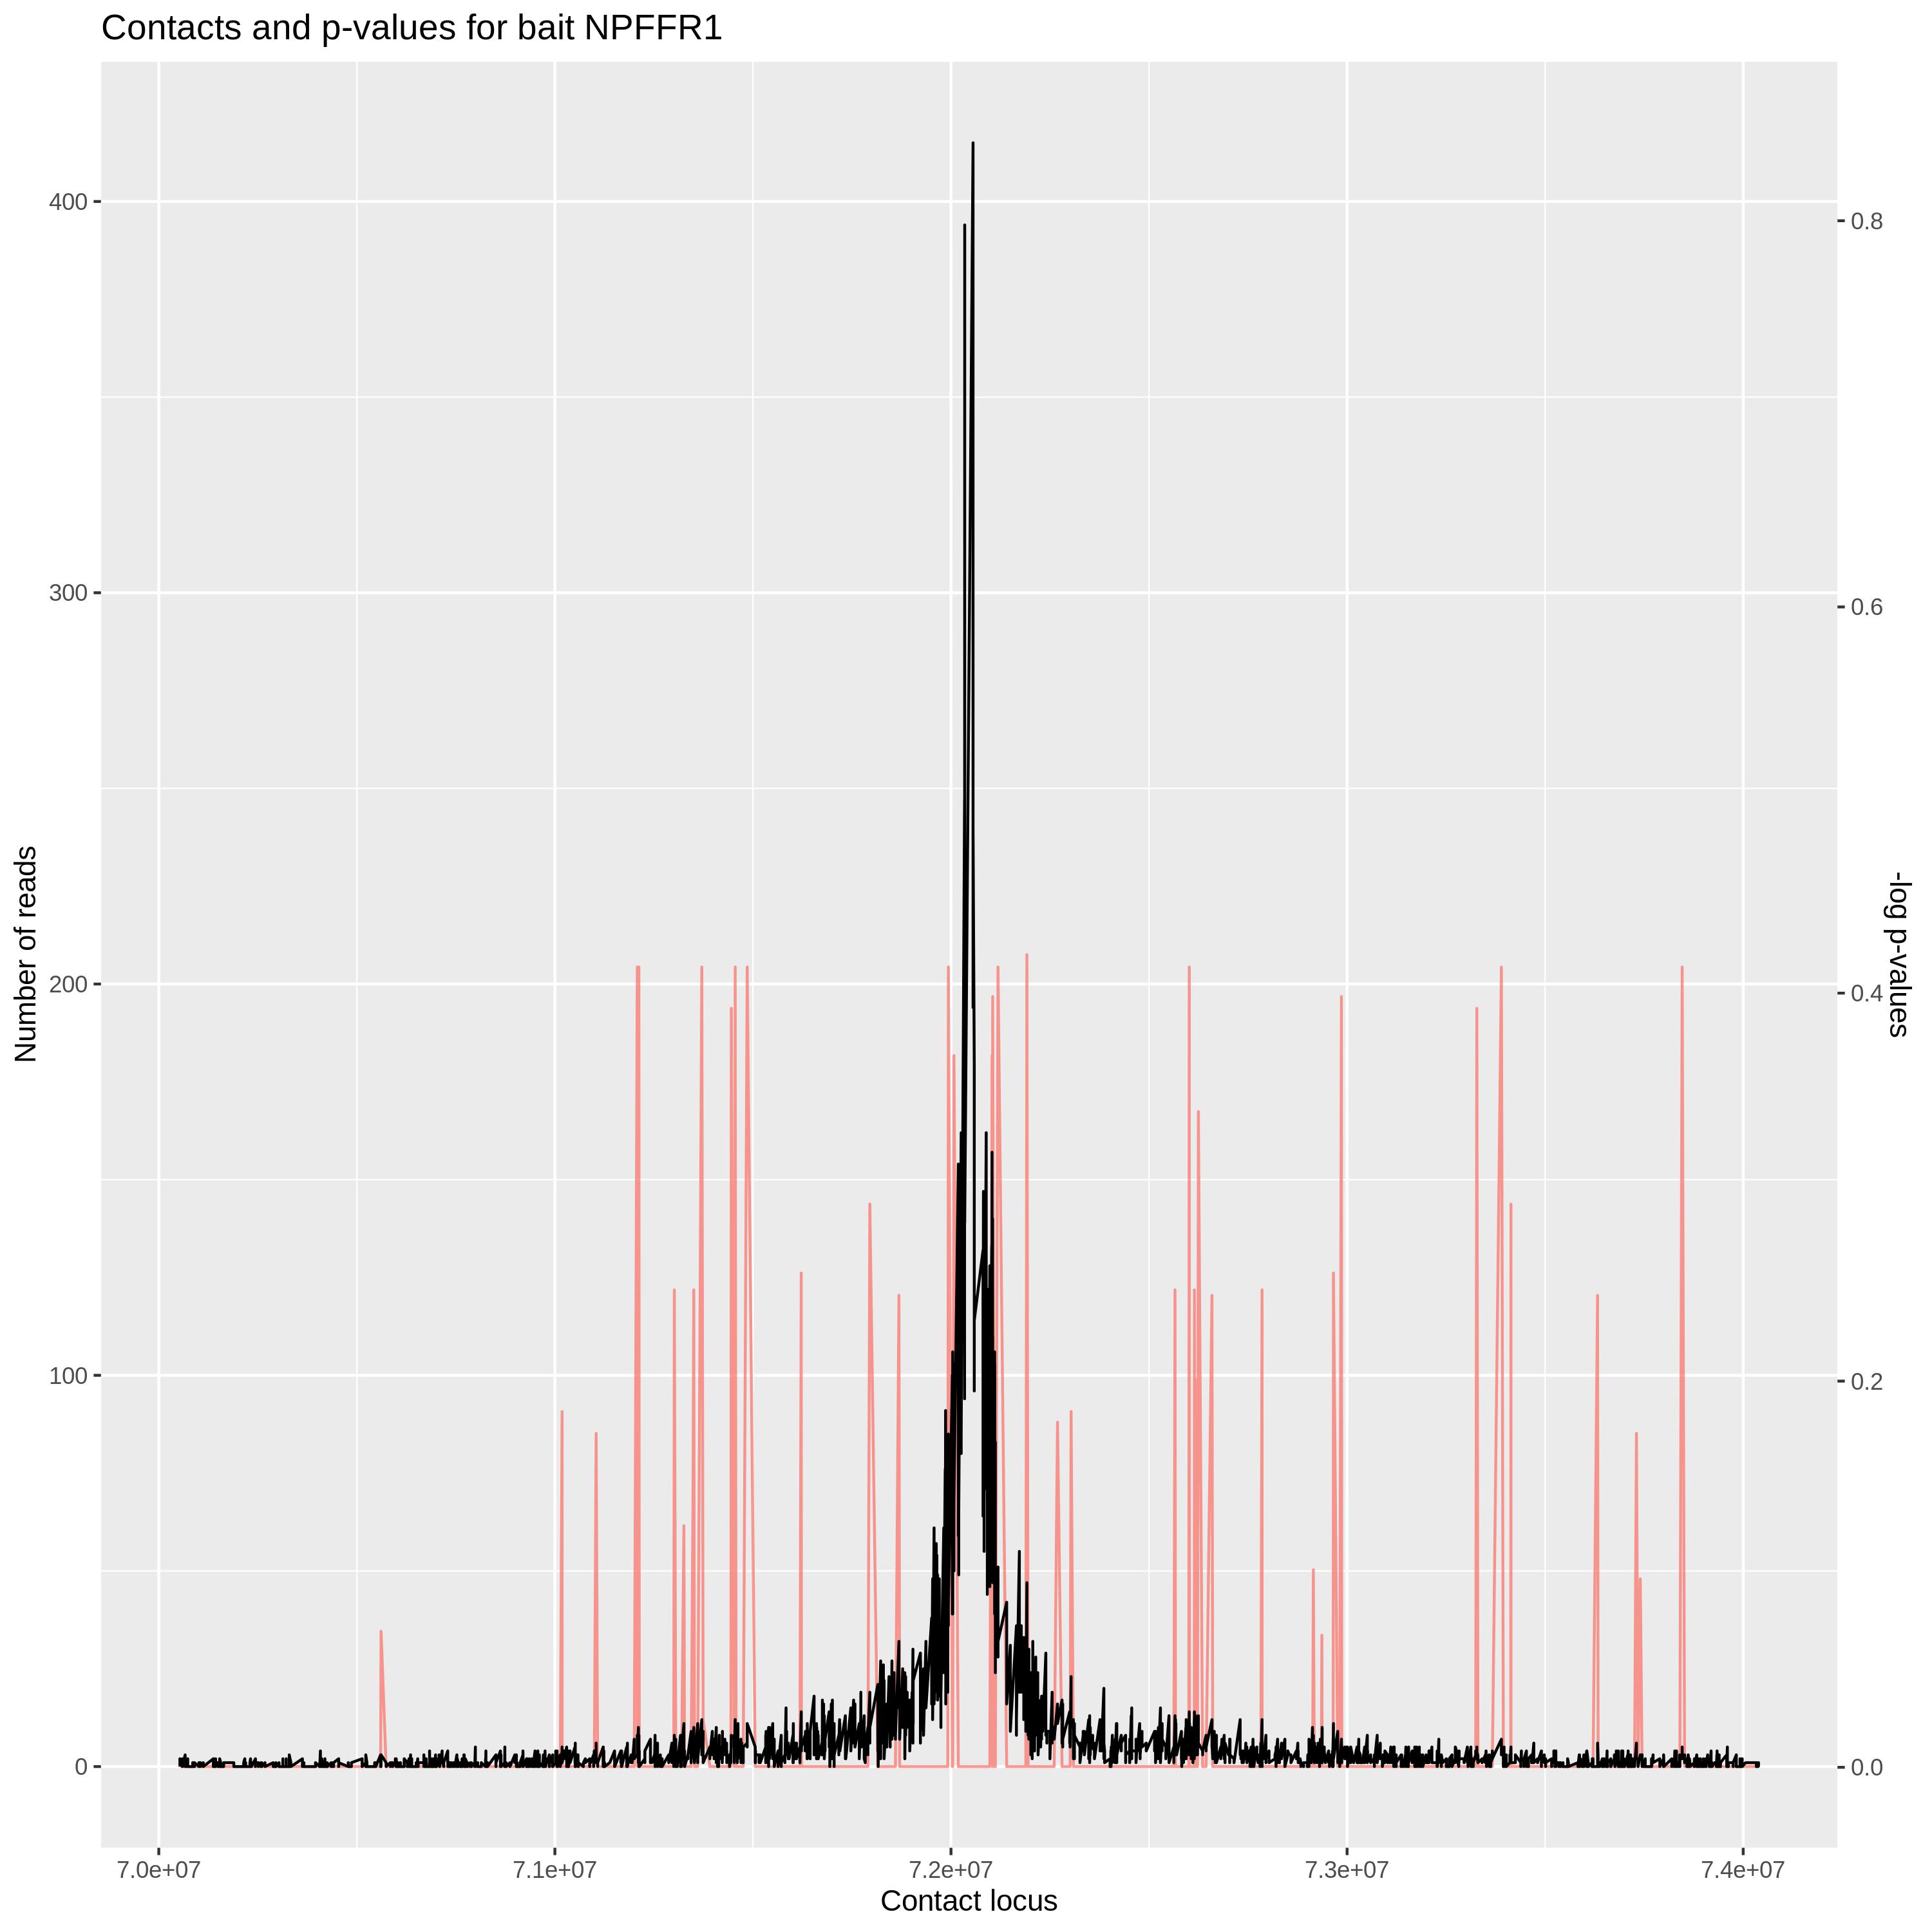 Contacts and p-values for bait NPFFR1
Number of reads
400
300
200
100
0
0.8
0.6
0.4
0.2
0.0
-log p-values
7.0e+07
7.1e+07
7.2e+07
7.3e+07
7.4e+07
Contact locus